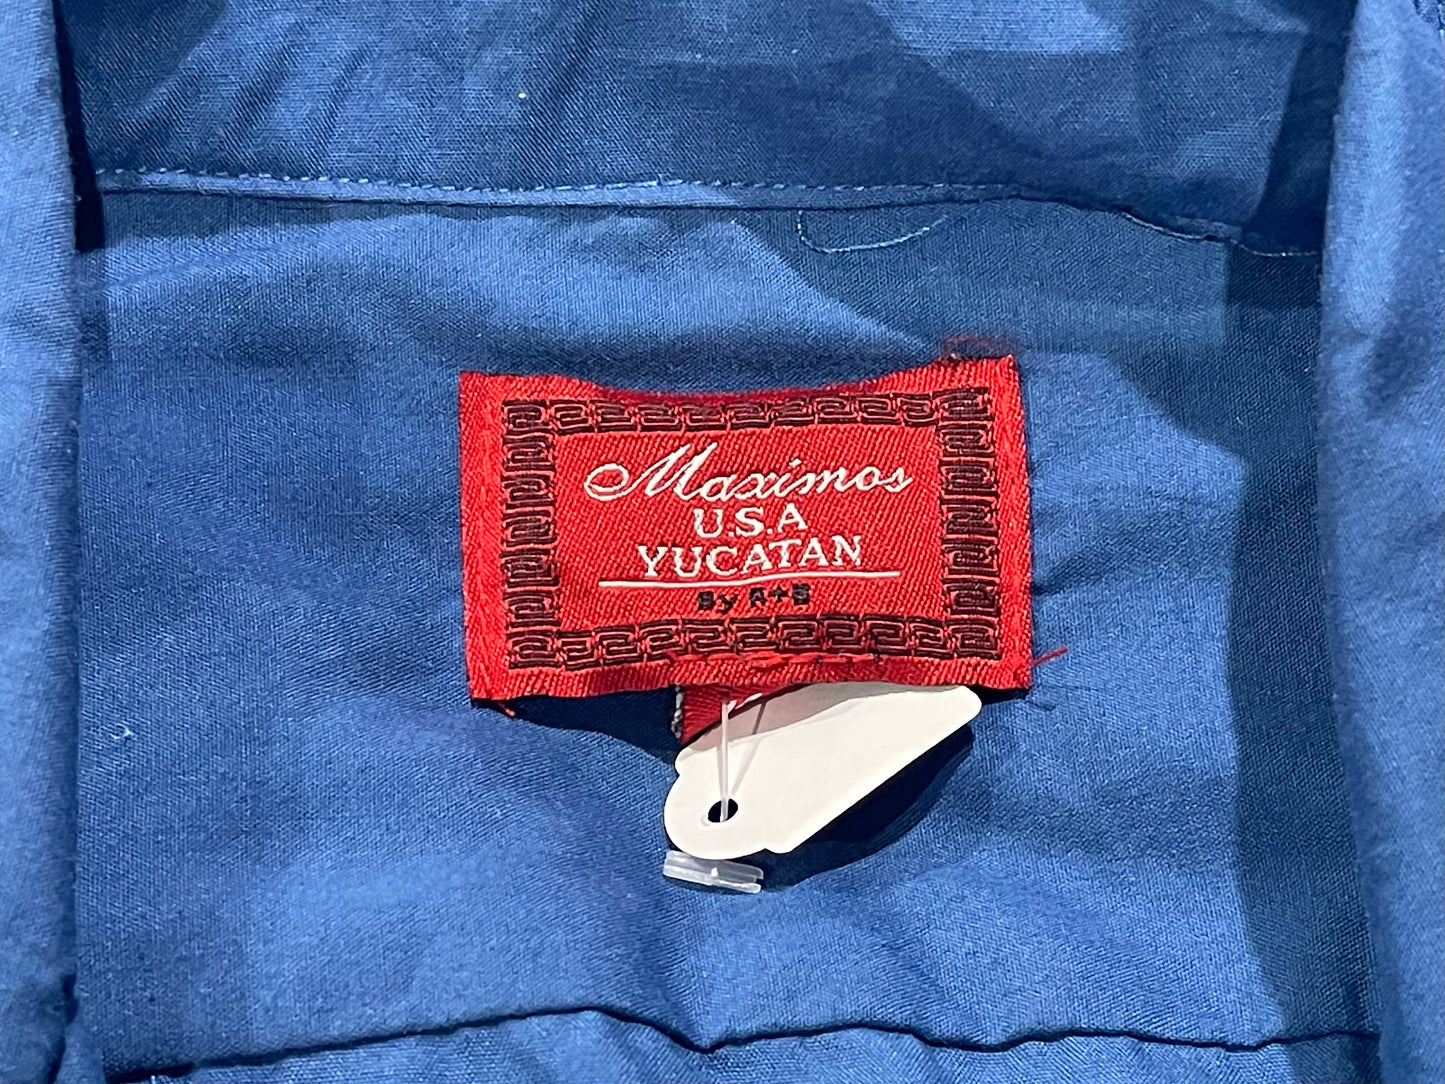 Maximos
U.S.A
YUCATAN
By R+B